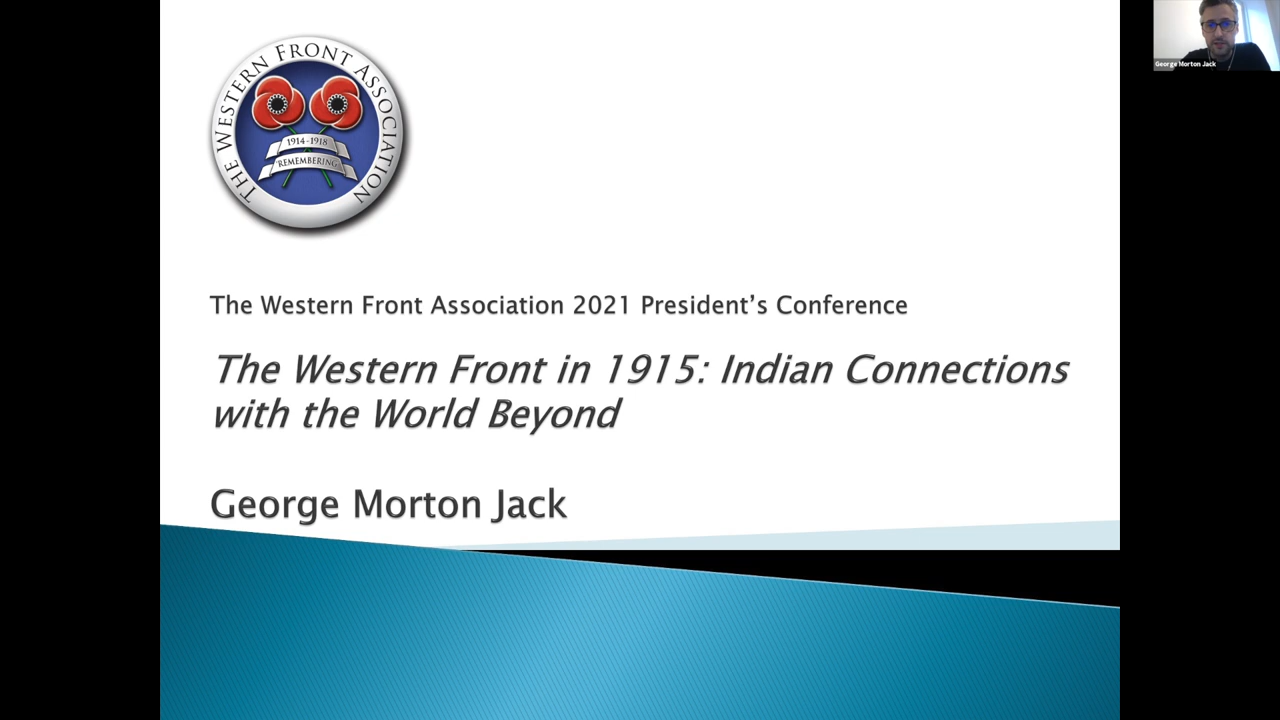 THE WESTERN FRONT ASSOCIATION
1914-1918
REMEMBERING
George Morton Jack
The Western Front Association 2021 President's Conference
The Western Front in 1915: Indian Connections
with the World Beyond
George Morton Jack